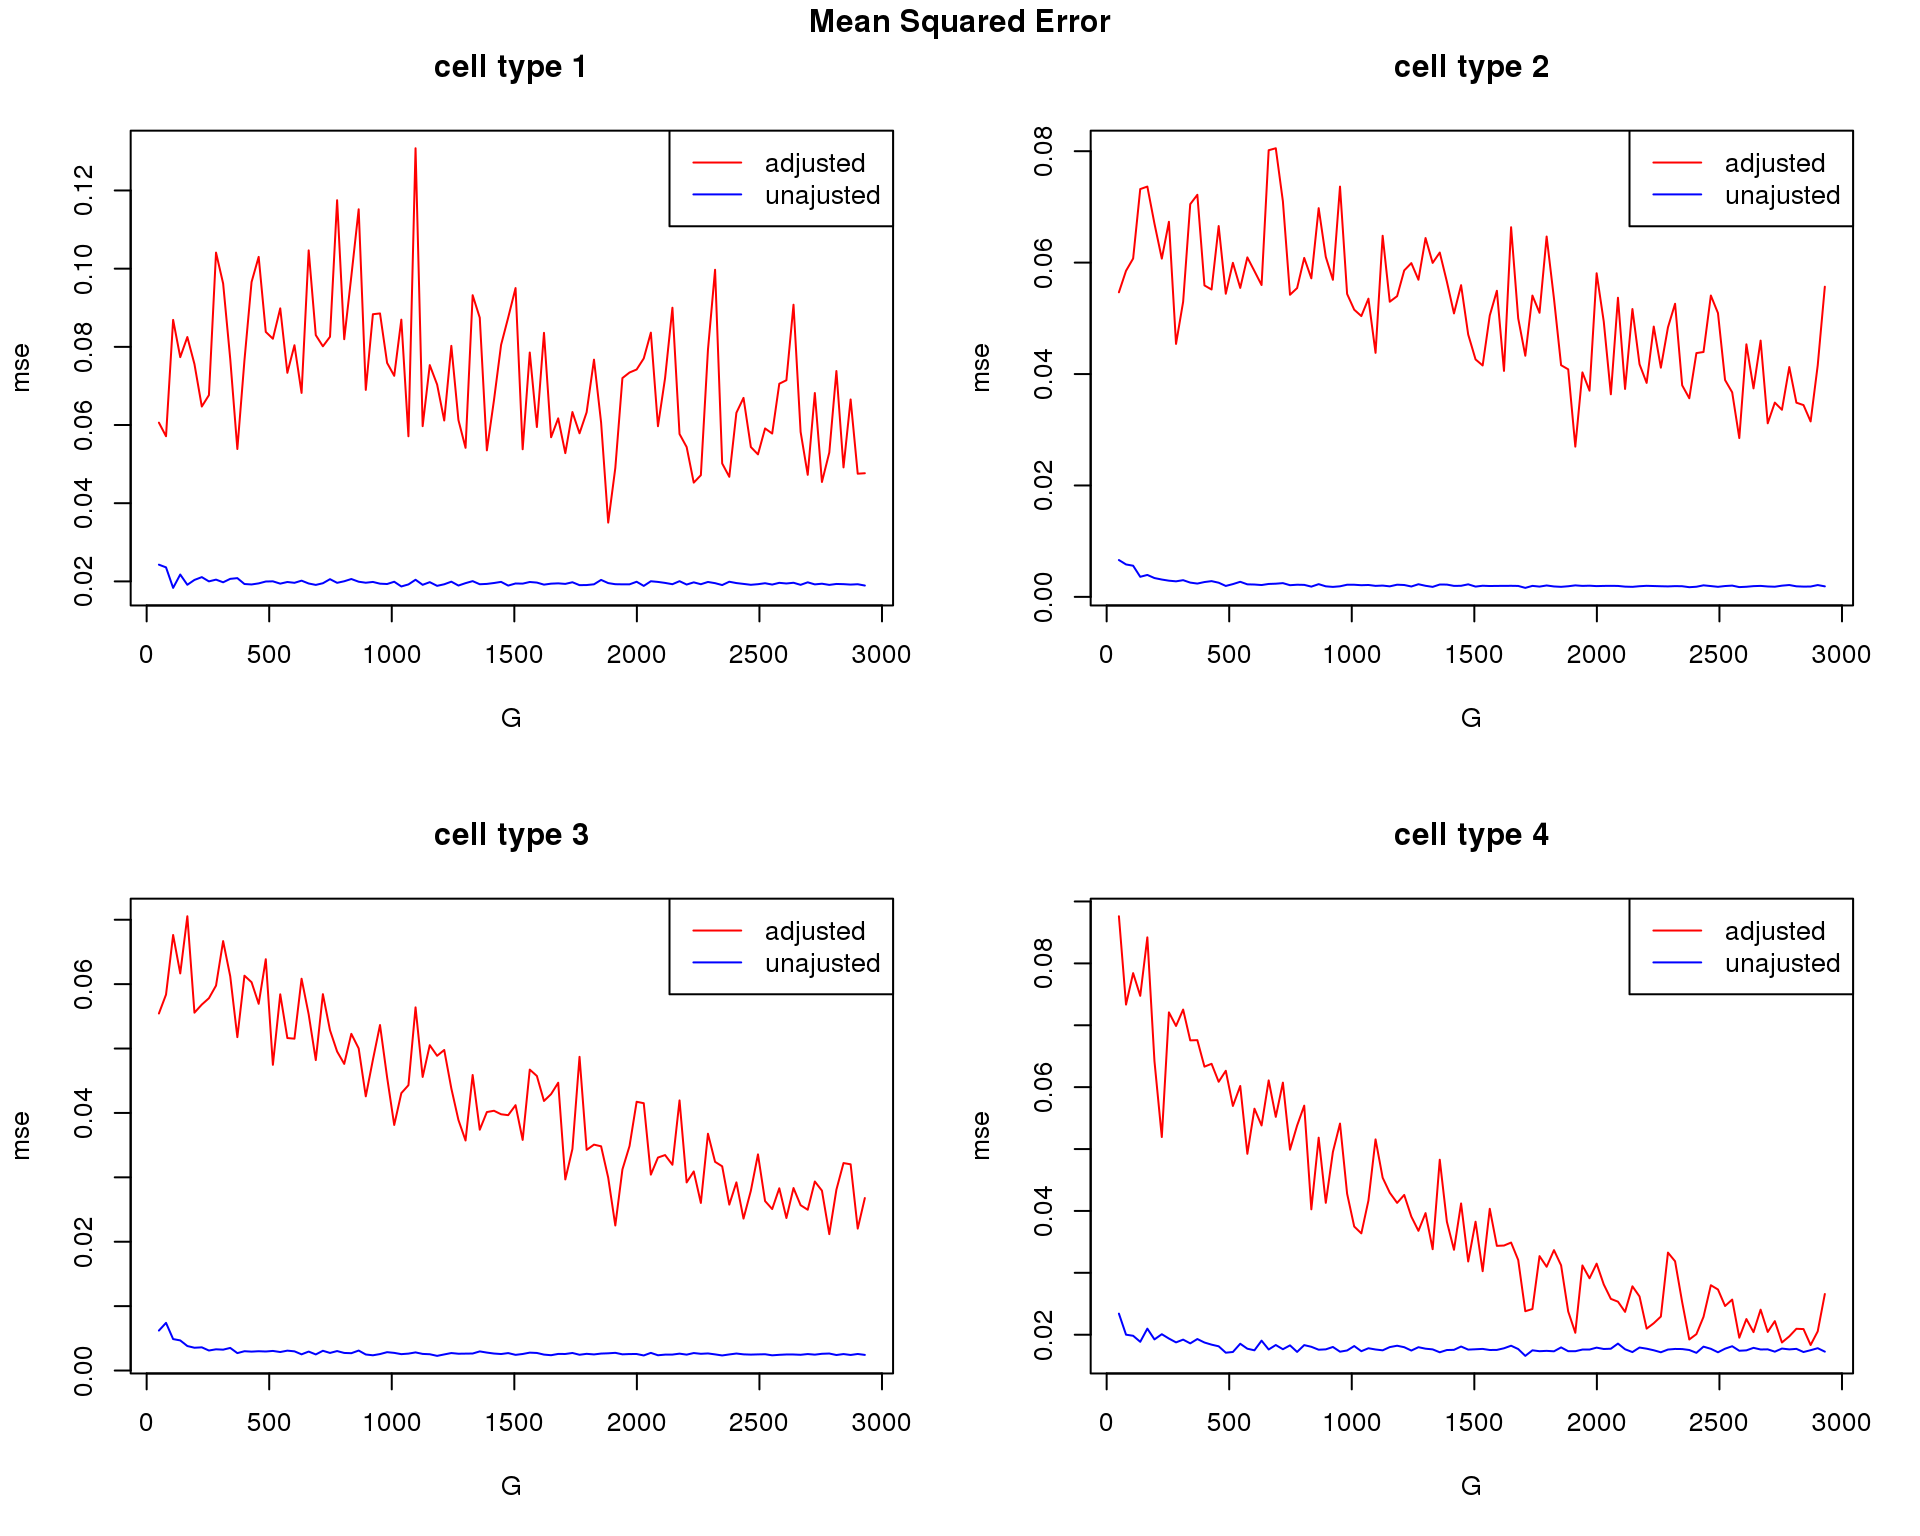 Mean Squared Error
cell type 1
mse
0.02 0.04 0.06 0.08 0.10 0.12
adjusted
unajusted
0 500 1000 1500 2000 2500 3000
G
cell type 2
mse
0.00 0.02 0.04 0.06 0.08
adjusted
unajusted
0 500 1000 1500 2000 2500 3000
G
cell type 3
mse
0.00 0.02 0.04 0.06
adjusted
unajusted
0 500 1000 1500 2000 2500 3000
G
cell type 4
mse
0.02 0.04 0.06 0.08
adjusted
unajusted
0 500 1000 1500 2000 2500 3000
G